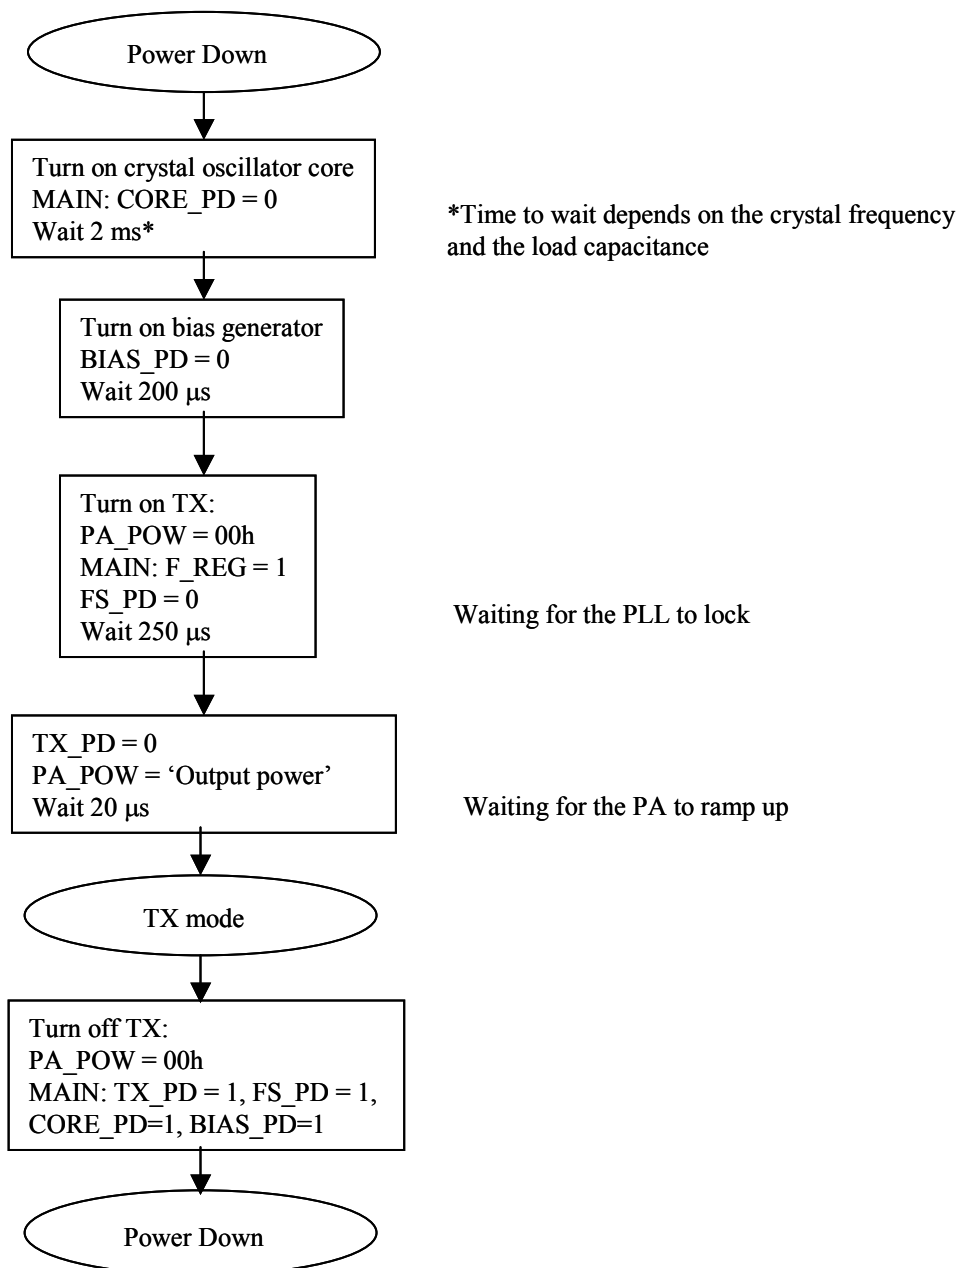 Power Down
Turn on crystal oscillator core
MAIN: CORE_PD = 0
Wait 2 ms*
*Time to wait depends on the crystal frequency
and the load capacitance
Turn on bias generator
BIAS_PD = 0
Wait 200 μs
Turn on TX:
PA_POW = 00h
MAIN: F_REG = 1
FS_PD = 0
Wait 250 μs
Waiting for the PLL to lock
TX_PD = 0
PA_POW = ‘Output power’
Wait 20 μs
Waiting for the PA to ramp up
TX mode
Turn off TX:
PA_POW = 00h
MAIN: TX_PD = 1, FS_PD = 1,
CORE_PD=1, BIAS_PD=1
Power Down